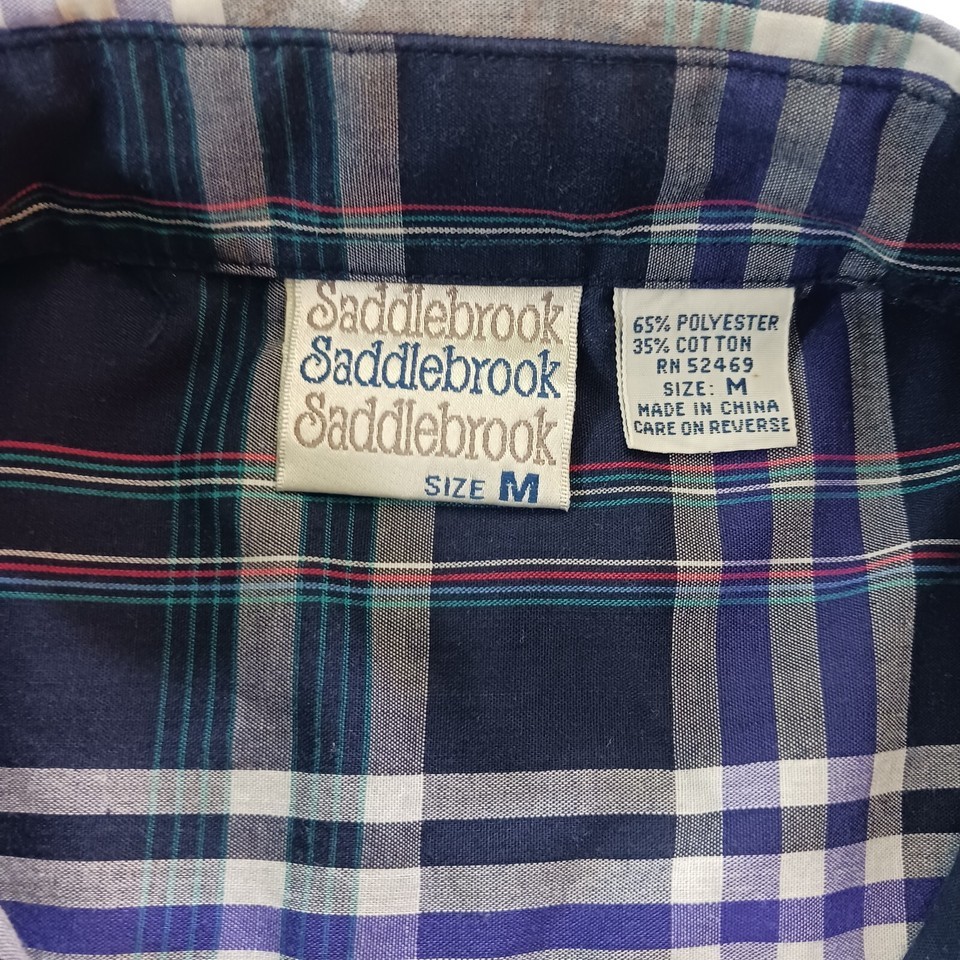 Saddlebrook
Saddlebrook
Saddlebrook
SIZE M
65% POLYESTER
35% COTTON
RN 52469
SIZE: M
MADE IN CHINA
CARE ON REVERSE